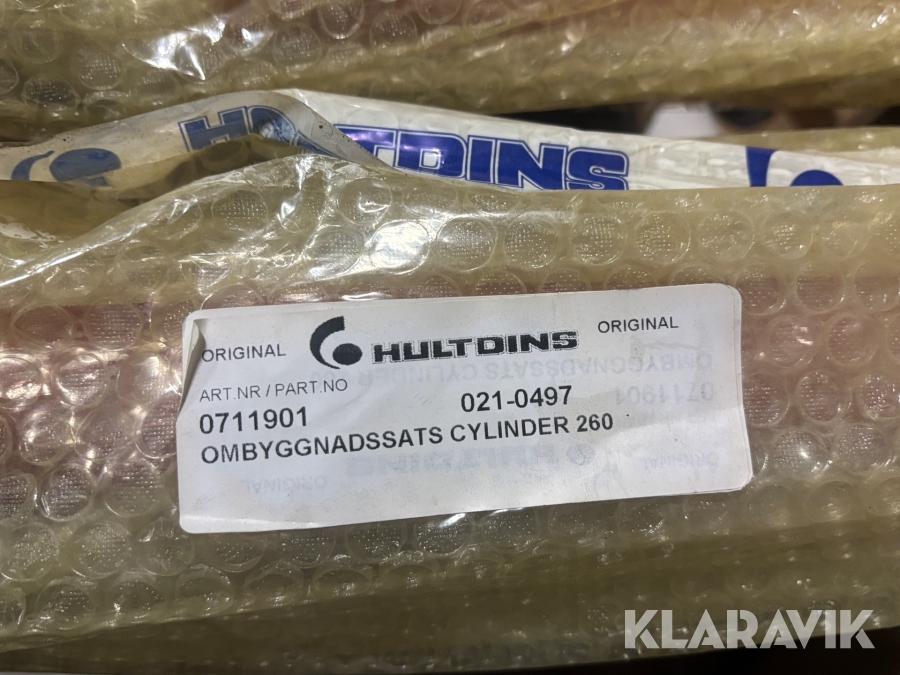 HULTDINS
ORIGINAL HULTDINS ORIGINAL
ART.NR / PART.NO
0711901 021-0497
OMBYGGNADSSATS CYLINDER 260
KLARAVIK